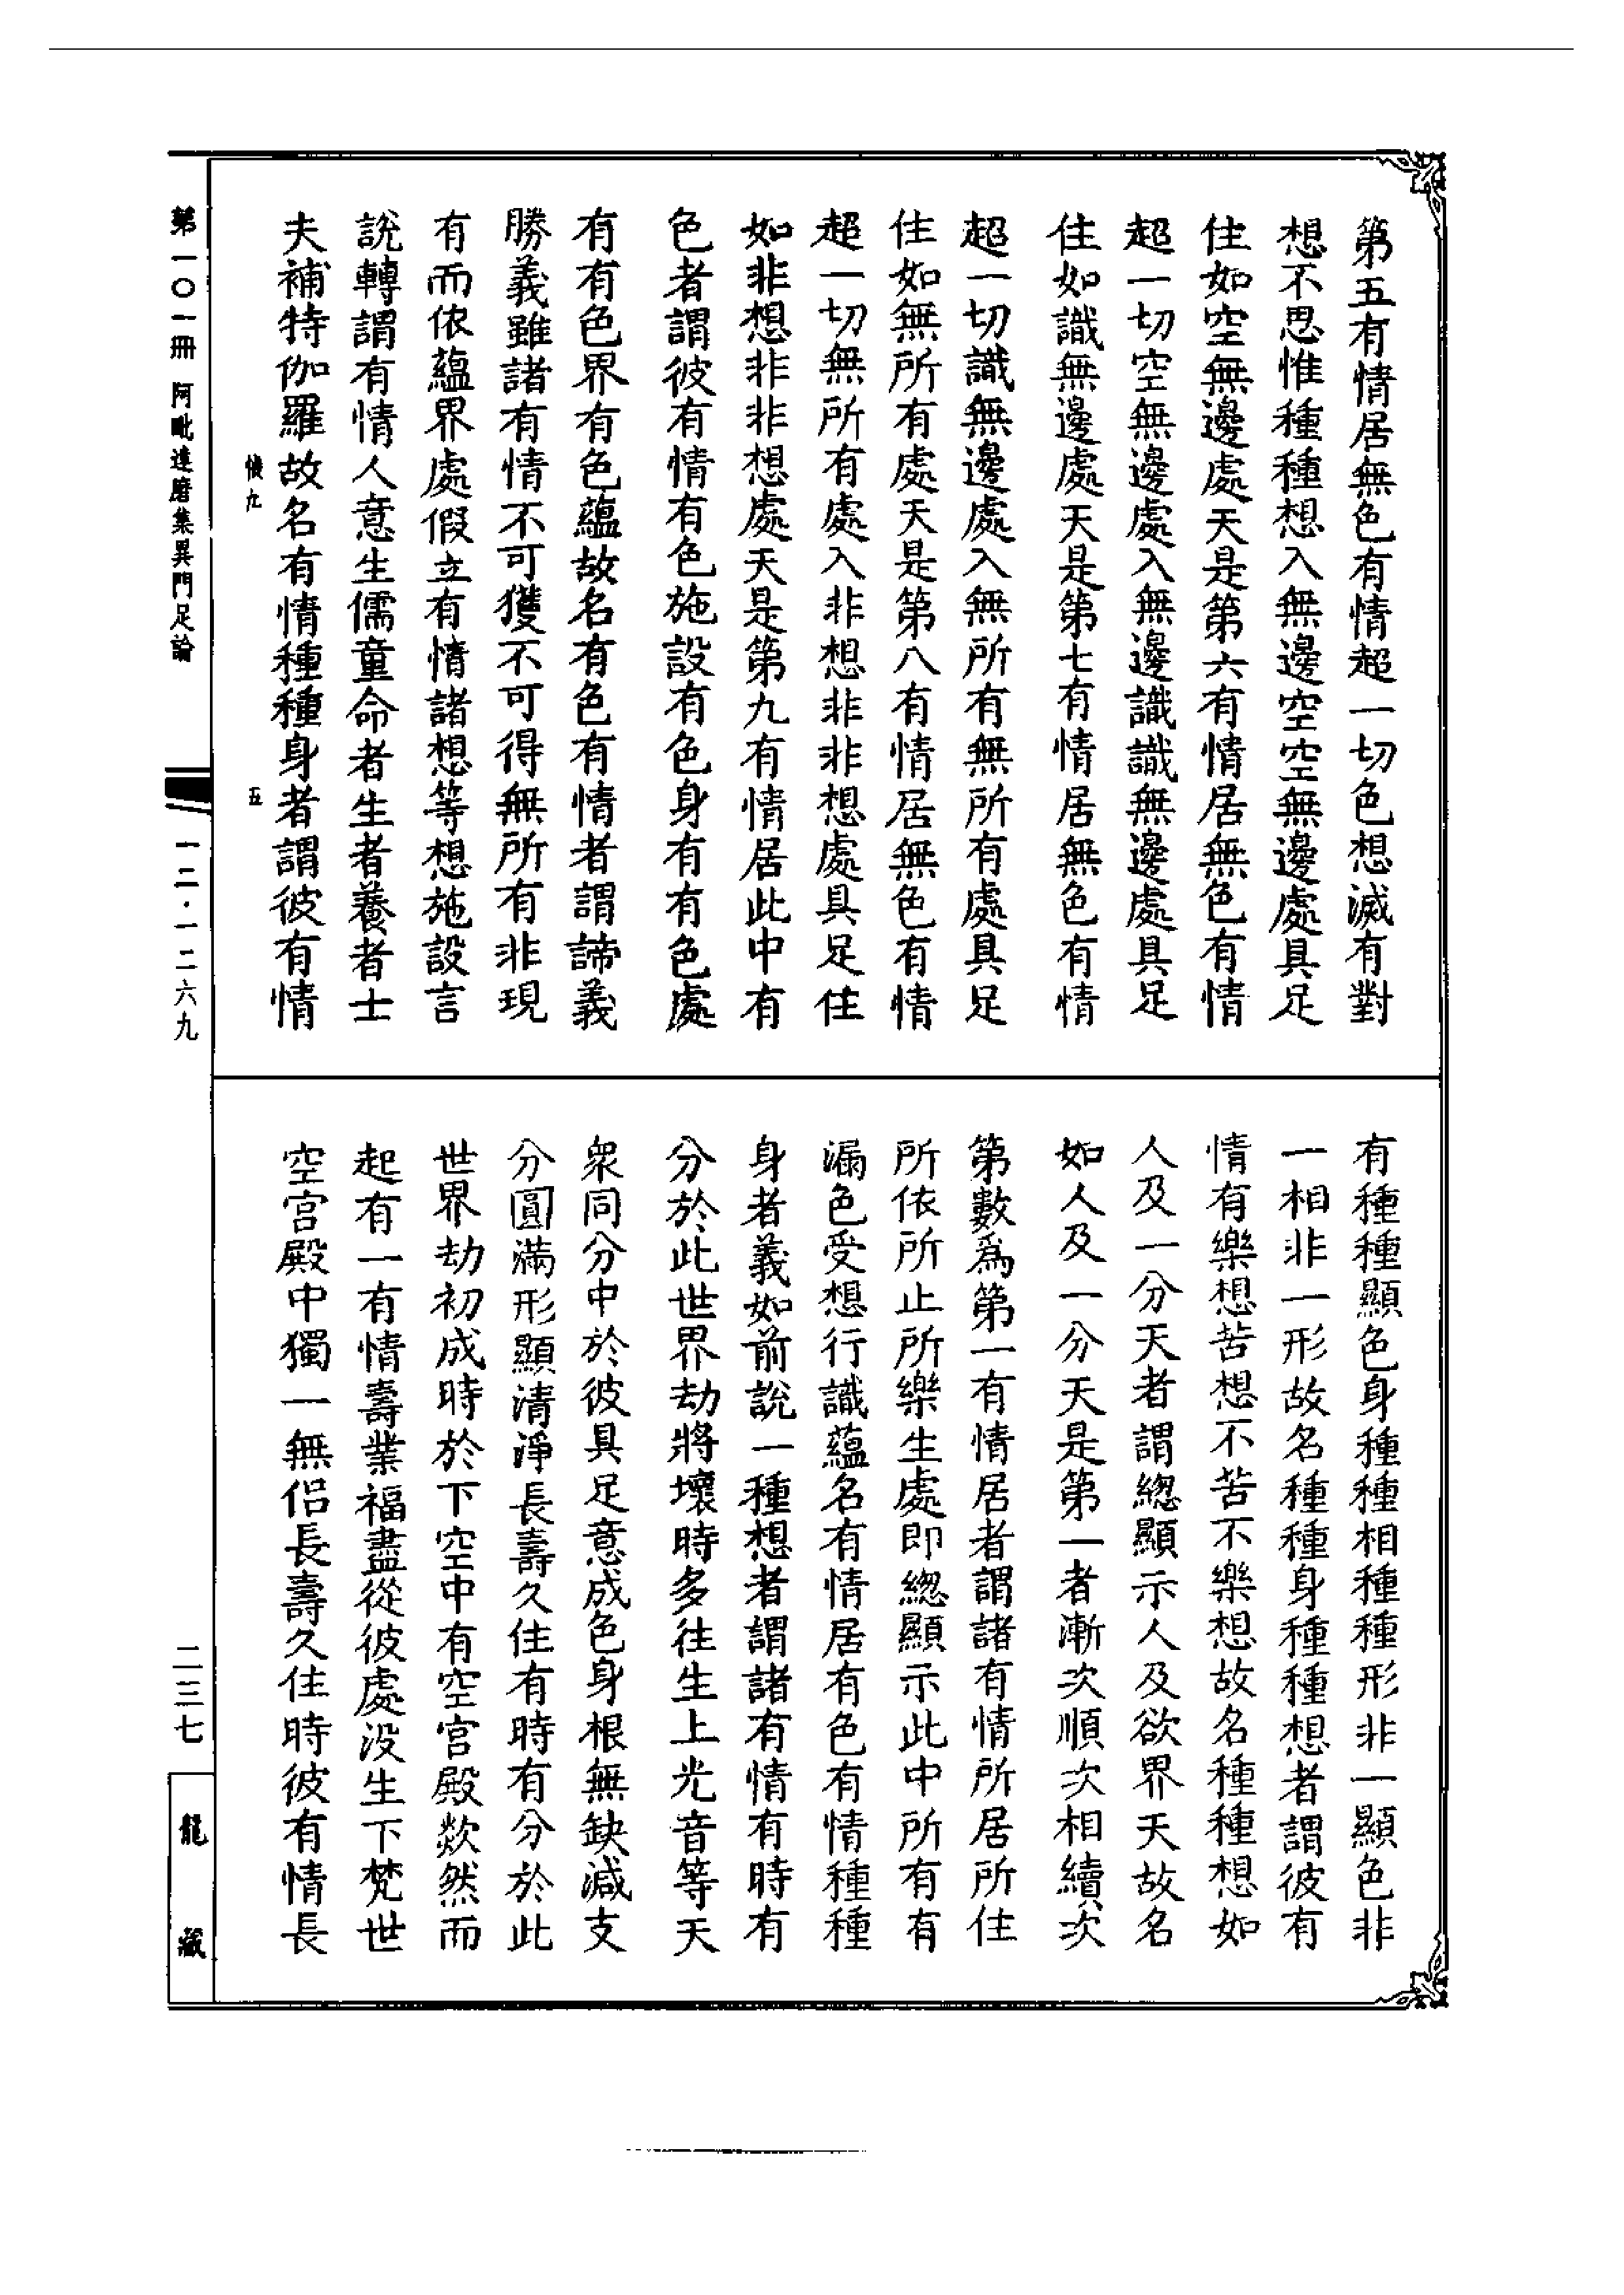 第五有情居無色有情超一切色想滅有對
想不思惟種種想入無邊空空無邊處具足
住如空無邊處天是第六有情居無色有情
超一切空無邊處入無邊識識無邊處具足
住如識無邊處天是第七有情居無色有情
超一切識無邊處入無所有無所有處具足
住如無所有處天是第八有情居無色有情
超一切無所有處入非想非非想處具足住
如非想非非想處天是第九有情居此中有
色者謂彼有情有色施設有色身有有色處
有有色界有色蘊故名有色有情者謂諦義
勝義雖諸有情不可獲不可得無所有非現
有而依蘊界處假立有情諸想等想施設言
說轉謂有情人意生儒童命者生者養者士
夫補特伽羅故名有情種種身者謂彼有情
有種種顯色身種種相種種形非一顯色非
一相非一形故名種種身種種想者謂彼有
情有樂想苦想不苦不樂想故名種種想如
人及一分天者謂總顯示人及欲界天故名
如人及一分天是第一者漸次順次相續次
第數為第一有情居者謂諸有情所居所住
所依所止所樂生處即總顯示此中所有有
漏色受想行識蘊名有情居有色有情種種
身者義如前說一種想者謂諸有情有時有
分於此世界劫將壞時多往生上光音等天
眾同分中於彼具足意成色身根無缺減支
分圓滿形顯清淨長壽久住有時有分於此
世界劫初成時於下空中有空宮殿欻然而
起有一有情壽業福盡從彼處沒生下梵世
空宮殿中獨一無侶長壽久住時彼有情長
第一〇一冊 阿毗達磨集異門足論
五
一二·一二六九
二三七
龍藏